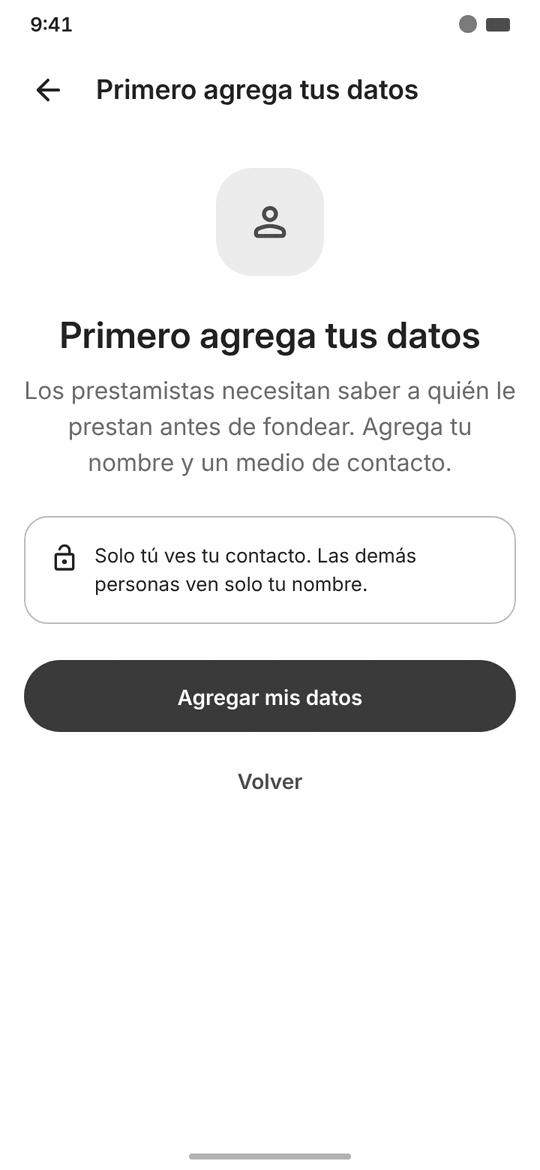 9:41
Primero agrega tus datos
Primero agrega tus datos
Los prestamistas necesitan saber a quién le
prestan antes de fondear. Agrega tu
nombre y un medio de contacto.
Solo tú ves tu contacto. Las demás
personas ven solo tu nombre.
Agregar mis datos
Volver